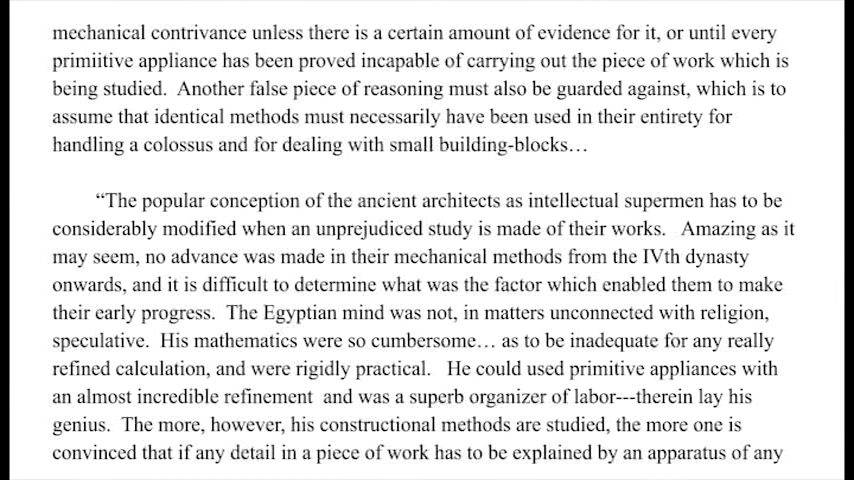 mechanical contrivance unless there is a certain amount of evidence for it, or until every
primiitive appliance has been proved incapable of carrying out the piece of work which is
being studied.  Another false piece of reasoning must also be guarded against, which is to
assume that identical methods must necessarily have been used in their entirety for
handling a colossus and for dealing with small building-blocks…
“The popular conception of the ancient architects as intellectual supermen has to be
considerably modified when an unprejudiced study is made of their works.   Amazing as it
may seem, no advance was made in their mechanical methods from the IVth dynasty
onwards, and it is difficult to determine what was the factor which enabled them to make
their early progress.  The Egyptian mind was not, in matters unconnected with religion,
speculative.  His mathematics were so cumbersome… as to be inadequate for any really
refined calculation, and were rigidly practical.   He could used primitive appliances with
an almost incredible refinement  and was a superb organizer of labor---therein lay his
genius.  The more, however, his constructional methods are studied, the more one is
convinced that if any detail in a piece of work has to be explained by an apparatus of any